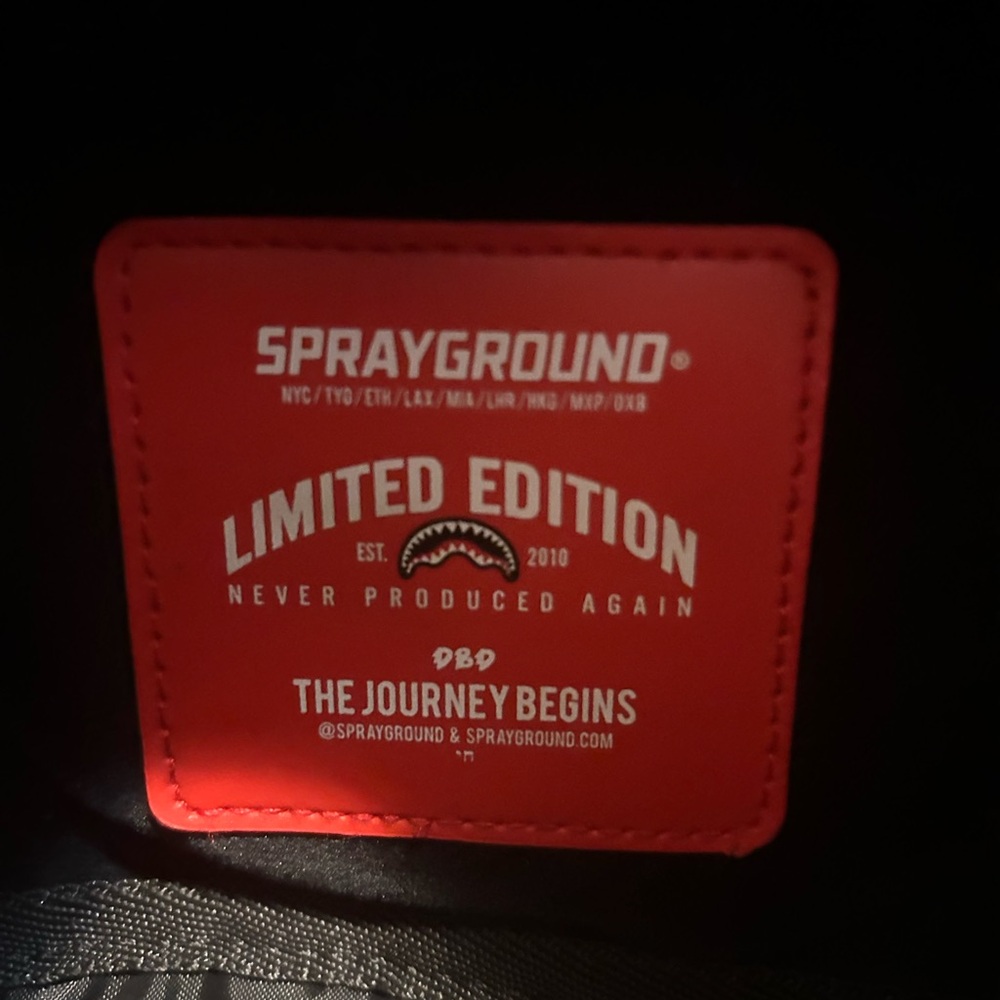 SPRAYGROUND®
NYC/TYO/ETH/LAX/MIA/LHR/HKG/MXP/DXB
LIMITED EDITION
EST. 2010
NEVER PRODUCED AGAIN
DBD
THE JOURNEY BEGINS
@SPRAYGROUND & SPRAYGROUND.COM
יח